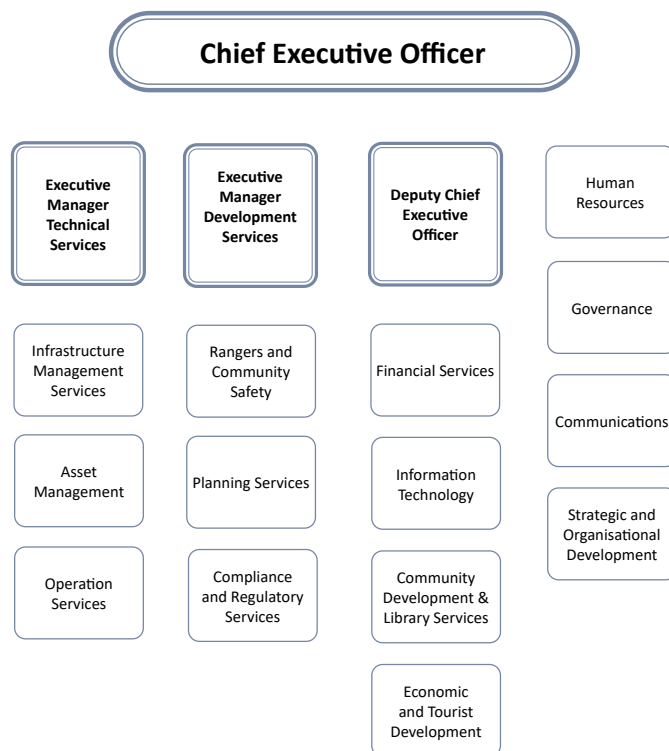 Chief Executive Officer
Executive
Manager
Technical
Services
Infrastructure
Management
Services
Asset
Management
Operation
Services
Executive
Manager
Development
Services
Rangers and
Community
Safety
Planning Services
Compliance
and Regulatory
Services
Deputy Chief
Executive
Officer
Financial Services
Information
Technology
Community
Development &
Library Services
Economic
and Tourist
Development
Human
Resources
Governance
Communications
Strategic and
Organisational
Development